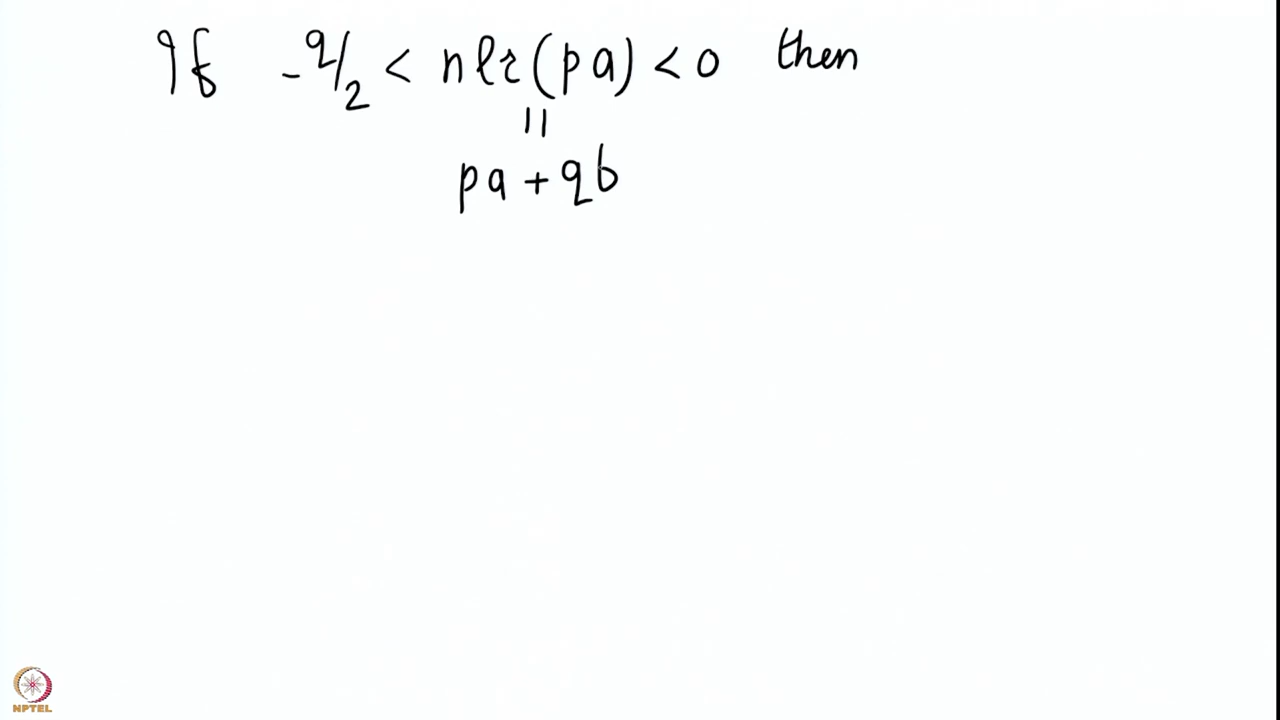 If -q/2 < nlr(pa) < 0 then
||
pa + qb
NPTEL